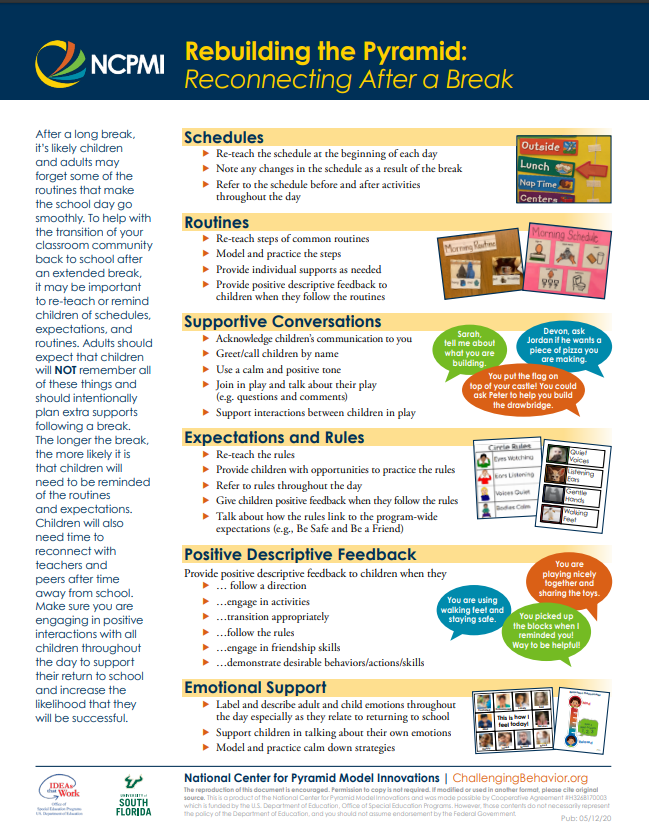 NCPMI
Rebuilding the Pyramid:
Reconnecting After a Break
After a long break,
it's likely children
and adults may
forget some of the
routines that make
the school day go
smoothly. To help with
the transition of your
classroom community
back to school after
an extended break,
it may be important
to re-teach or remind
children of schedules,
expectations, and
routines. Adults should
expect that children
will NOT remember all
of these things and
should intentionally
plan extra supports
following a break.
The longer the break,
the more likely it is
that children will
need to be reminded
of the routines
and expectations.
Children will also
need time to
reconnect with
teachers and
peers after time
away from school.
Make sure you are
engaging in positive
interactions with all
children throughout
the day to support
their return to school
and increase the
likelihood that they
will be successful.
Schedules
Re-teach the schedule at the beginning of each day
Note any changes in the schedule as a result of the break
Refer to the schedule before and after activities
throughout the day
Outside
Lunch
Nap Time
Centers
Routines
Re-teach steps of common routines
Model and practice the steps
Provide individual supports as needed
Provide positive descriptive feedback to
children when they follow the routines
Morning Routine
Morning Schedule
Supportive Conversations
Acknowledge children's communication to you
Greet/call children by name
Use a calm and positive tone
Join in play and talk about their play
(e.g. questions and comments)
Support interactions between children in play
Sarah,
tell me about
what you are
building.
Devon, ask
Jordan if he wants a
piece of pizza you
are making.
You put the flag on
top of your castle! You could
ask Peter to help you build
the drawbridge.
Expectations and Rules
Re-teach the rules
Provide children with opportunities to practice the rules
Refer to rules throughout the day
Give children positive feedback when they follow the rules
Talk about how the rules link to the program-wide
expectations (e.g., Be Safe and Be a Friend)
Circle Rules
Eyes Watching
Ears Listening
Voices Quiet
Bodies Calm
Quiet
Voices
Listening
Ears
Gentle
Hands
Walking
Feet
Positive Descriptive Feedback
Provide positive descriptive feedback to children when they
… follow a direction
…engage in activities
…transition appropriately
…follow the rules
…engage in friendship skills
…demonstrate desirable behaviors/actions/skills
You are
playing nicely
together and
sharing the toys.
You are using
walking feet and
staying safe.
You picked up
the blocks when I
reminded you!
Way to be helpful!
Emotional Support
Label and describe adult and child emotions throughout
the day especially as they relate to returning to school
Support children in talking about their own emotions
Model and practice calm down strategies
This is how I
feel today!
IDEAs
that Work
Office of
Special Education Programs
U.S. Department of Education
UNIVERSITY OF
SOUTH
FLORIDA
National Center for Pyramid Model Innovations | ChallengingBehavior.org
The reproduction of this document is encouraged. Permission to copy is not required. If modified or used in another format, please cite original
source. This is a product of the National Center for Pyramid Model Innovations and was made possible by Cooperative Agreement #H326B170003
which is funded by the U.S. Department of Education, Office of Special Education Programs. However, those contents do not necessarily represent
the policy of the Department of Education, and you should not assume endorsement by the Federal Government.
Pub: 05/12/20